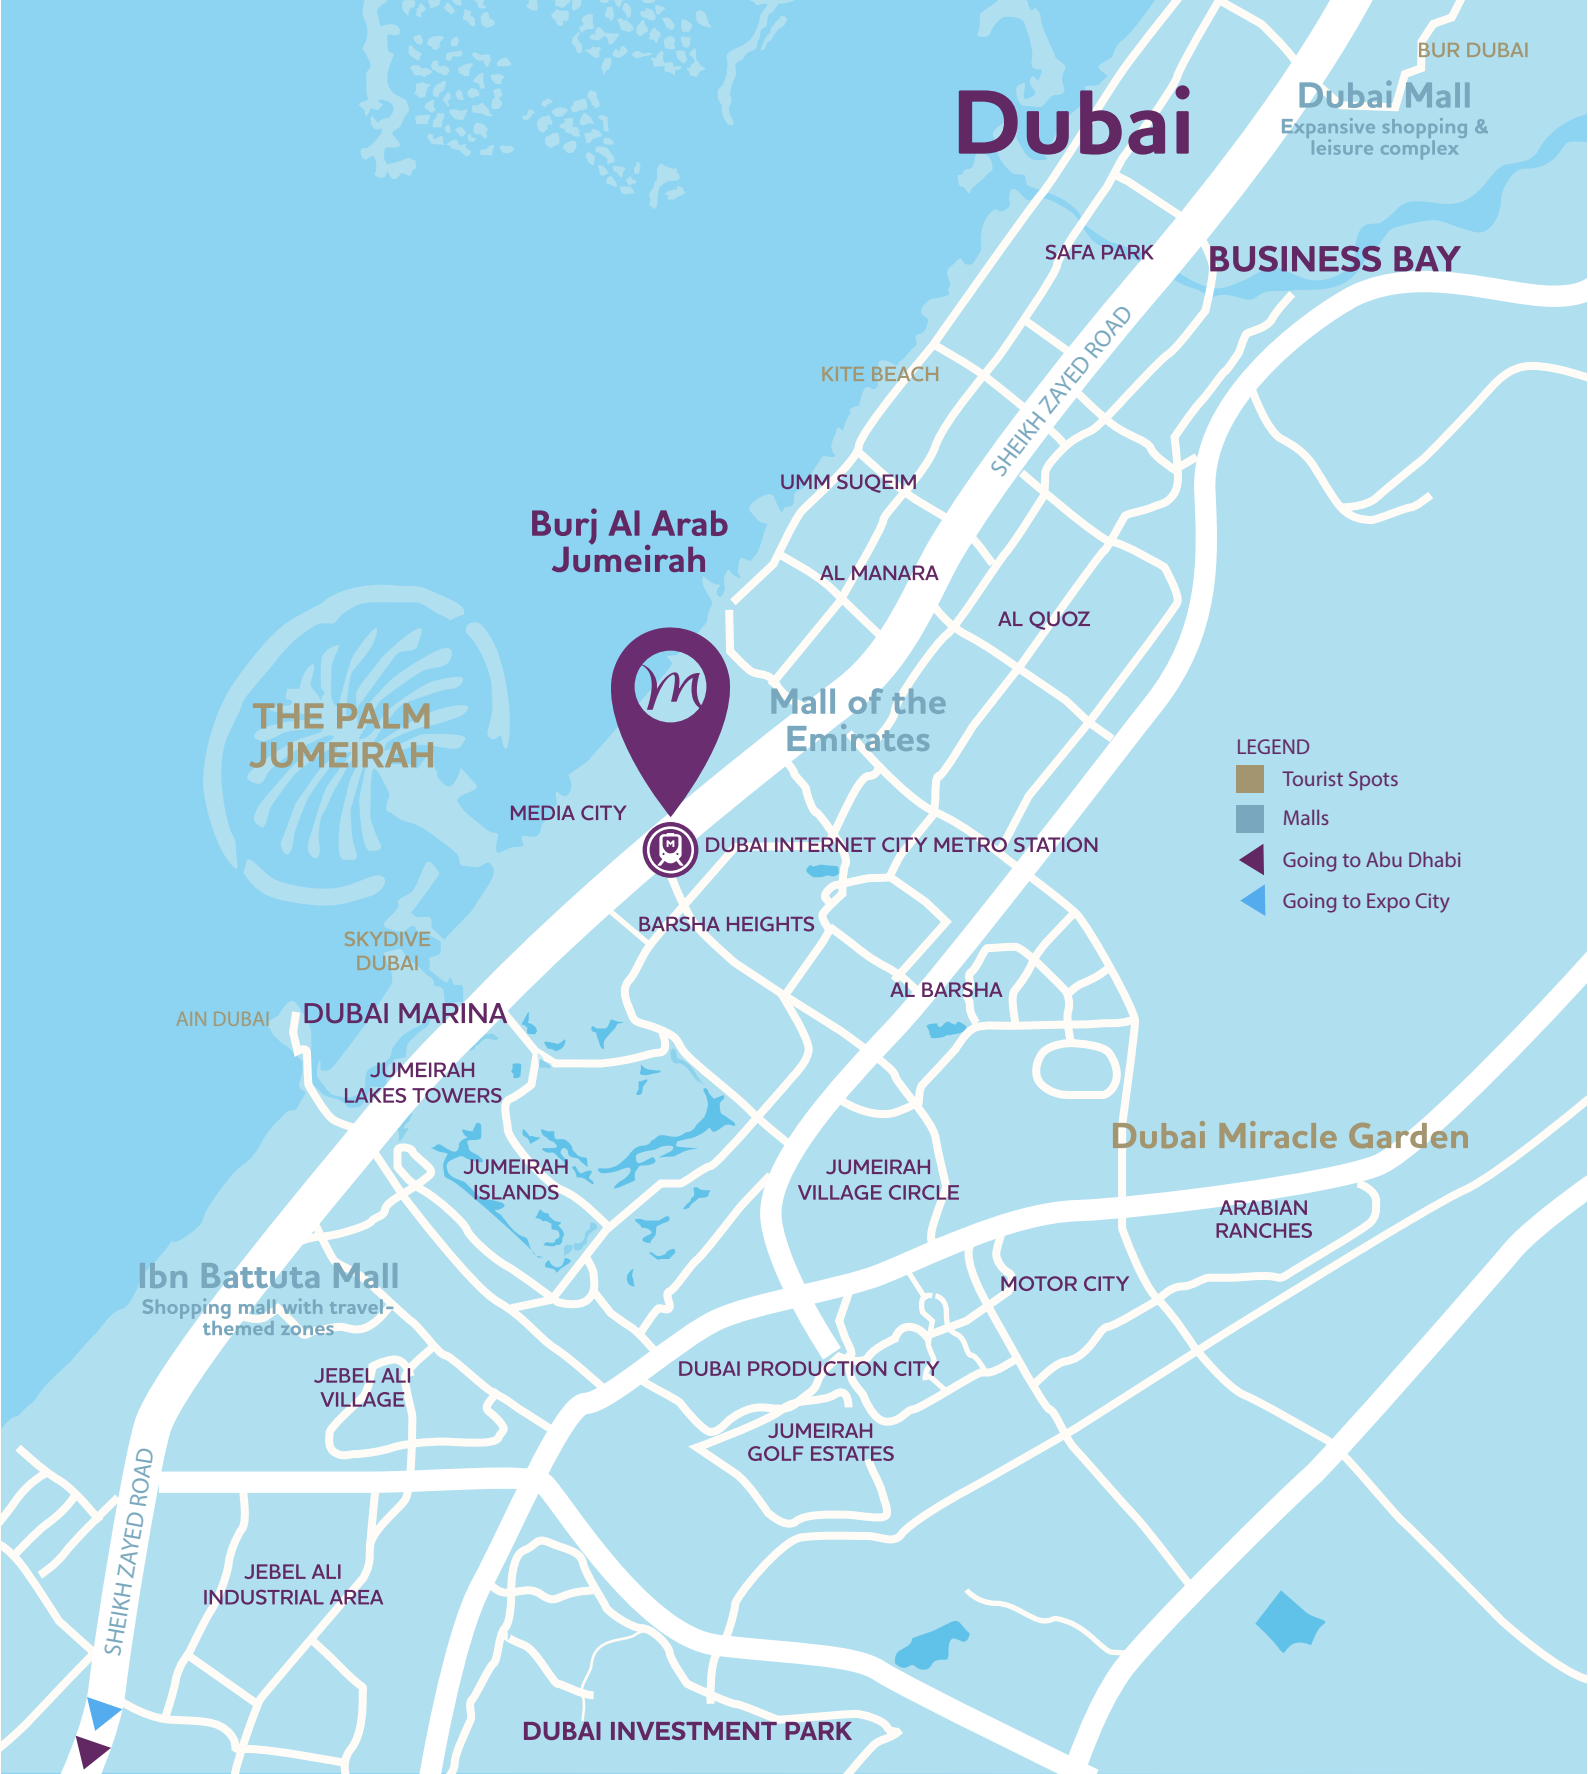 BUR DUBAI
Dubai Mall
Expansive shopping &
leisure complex
Dubai
SAFA PARK
BUSINESS BAY
SHEIKH ZAYED ROAD
KITE BEACH
UMM SUQEIM
Burj Al Arab
Jumeirah
AL MANARA
AL QUOZ
m
Mall of the
Emirates
THE PALM
JUMEIRAH
LEGEND
Tourist Spots
Malls
Going to Abu Dhabi
Going to Expo City
MEDIA CITY
M
DUBAI INTERNET CITY METRO STATION
BARSHA HEIGHTS
SKYDIVE
DUBAI
AL BARSHA
AIN DUBAI
DUBAI MARINA
JUMEIRAH
LAKES TOWERS
Dubai Miracle Garden
JUMEIRAH
ISLANDS
JUMEIRAH
VILLAGE CIRCLE
ARABIAN
RANCHES
Ibn Battuta Mall
Shopping mall with travel-
themed zones
MOTOR CITY
JEBEL ALI
VILLAGE
DUBAI PRODUCTION CITY
JUMEIRAH
GOLF ESTATES
SHEIKH ZAYED ROAD
JEBEL ALI
INDUSTRIAL AREA
DUBAI INVESTMENT PARK